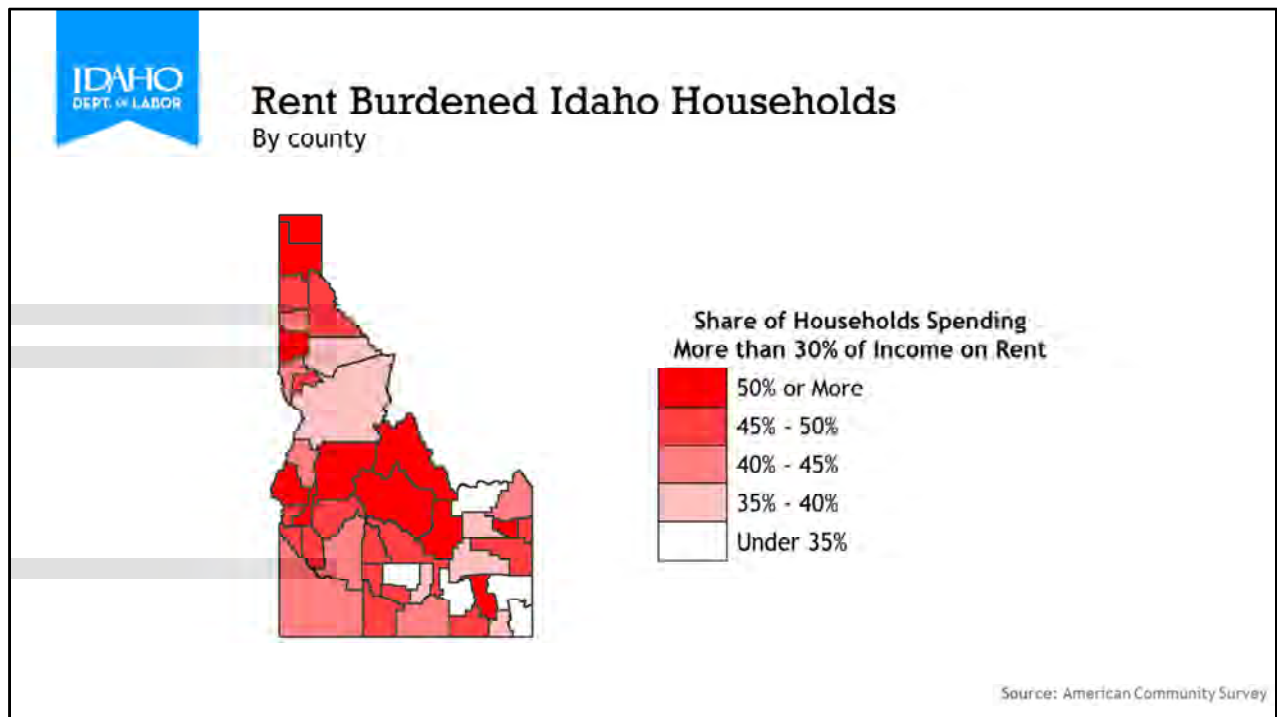 IDAHO
DEPT. OF LABOR
Rent Burdened Idaho Households
By county
Share of Households Spending
More than 30% of Income on Rent
50% or More
45% - 50%
40% - 45%
35% - 40%
Under 35%
Source: American Community Survey